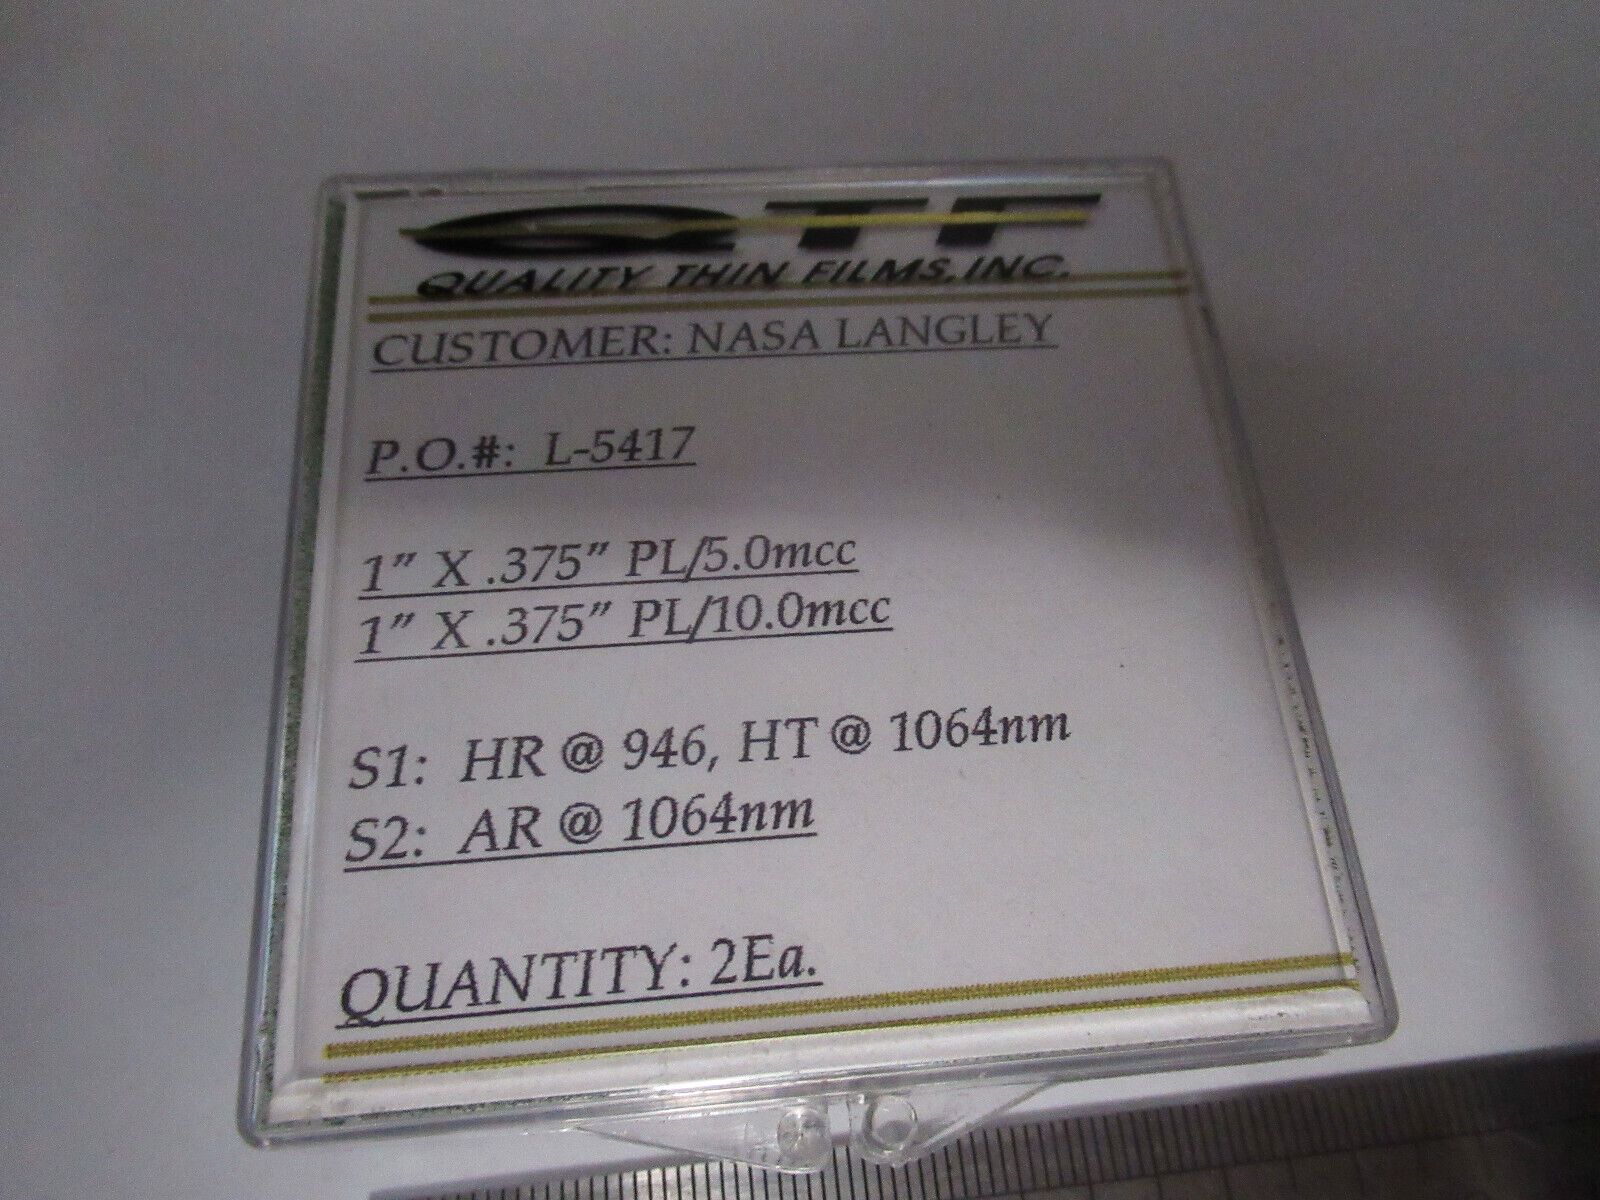 QTF
QUALITY THIN FILMS, INC.
CUSTOMER: NASA LANGLEY
P.O.#: L-5417
1” X .375” PL/5.0mcc
1” X .375” PL/10.0mcc
S1: HR @ 946, HT @ 1064nm
S2: AR @ 1064nm
QUANTITY: 2Ea.